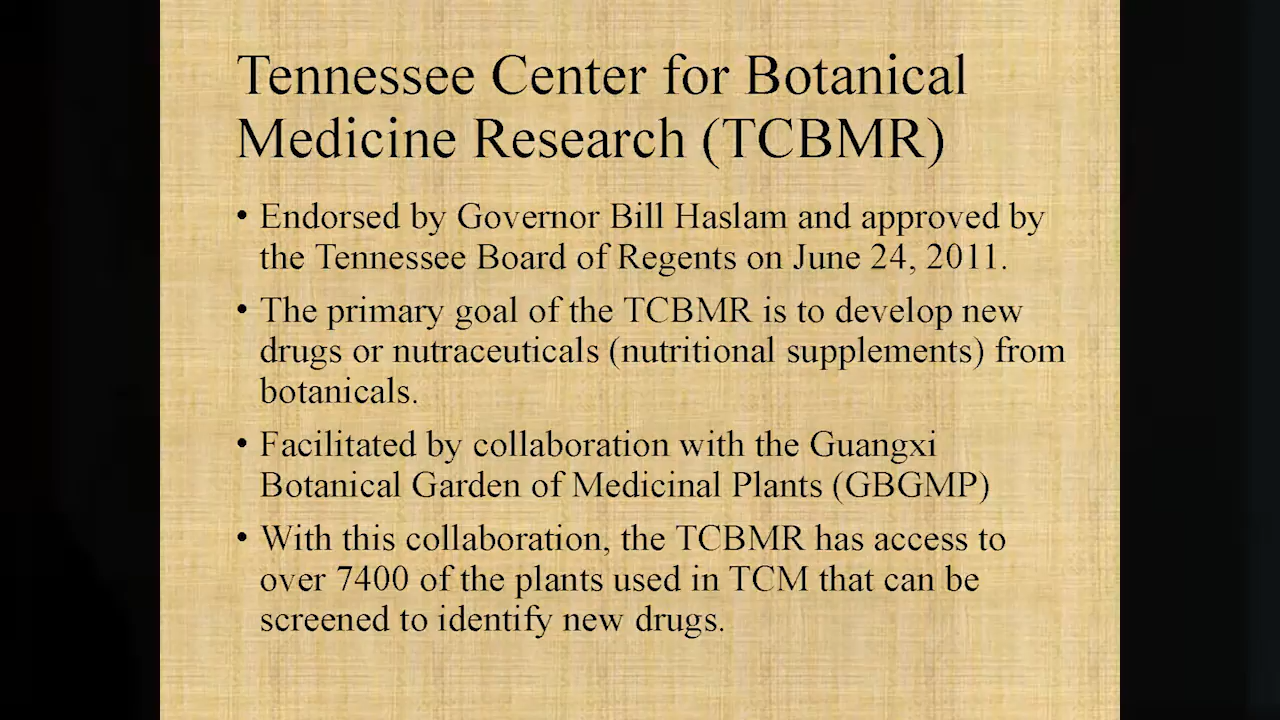 Tennessee Center for Botanical
Medicine Research (TCBMR)
• Endorsed by Governor Bill Haslam and approved by
the Tennessee Board of Regents on June 24, 2011.
• The primary goal of the TCBMR is to develop new
drugs or nutraceuticals (nutritional supplements) from
botanicals.
• Facilitated by collaboration with the Guangxi
Botanical Garden of Medicinal Plants (GBGMP)
• With this collaboration, the TCBMR has access to
over 7400 of the plants used in TCM that can be
screened to identify new drugs.